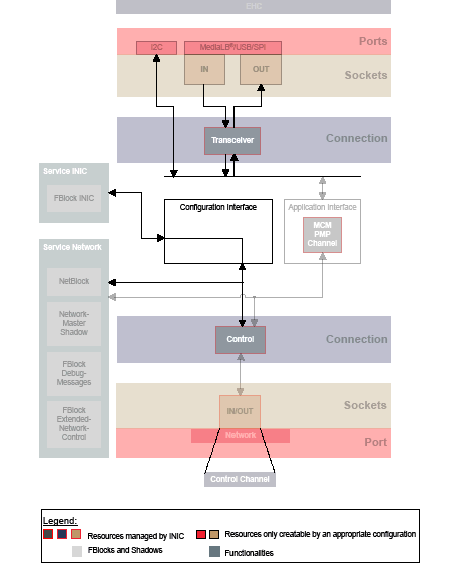 EHC
Ports
I2C
MediaLB®/USB/SPI
Sockets
IN
OUT
Connection
Transceiver
Service INIC
FBlock INIC
Configuration Interface
Application Interface
MCM
PMP
Channel
Service Network
NetBlock
Network-
Master
Shadow
FBlock
Debug-
Messages
FBlock
Extended-
Network-
Control
Connection
Control
Sockets
IN/OUT
Network
Port
Control Channel
Legend:
Resources managed by INIC
Resources only creatable by an appropriate configuration
FBlocks and Shadows
Functionalities